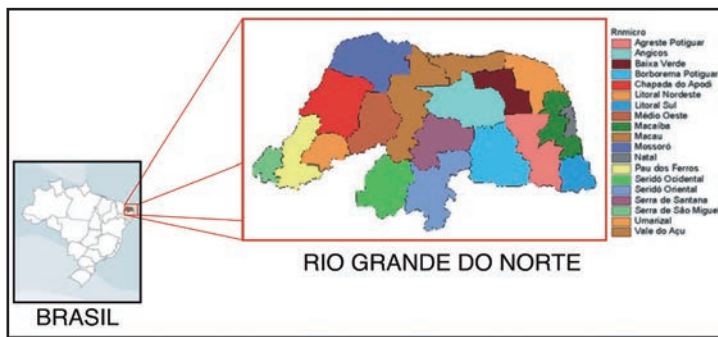 Rnmicro
Agreste Potiguar
Angicos
Baixa Verde
Borborema Potiguar
Chapada do Apodi
Litoral Nordeste
Litoral Sul
Médio Oeste
Macaíba
Macau
Mossoró
Natal
Pau dos Ferros
Seridó Ocidental
Seridó Oriental
Serra de Santana
Serra de São Miguel
Umarizal
Vale do Açu
RIO GRANDE DO NORTE
BRASIL